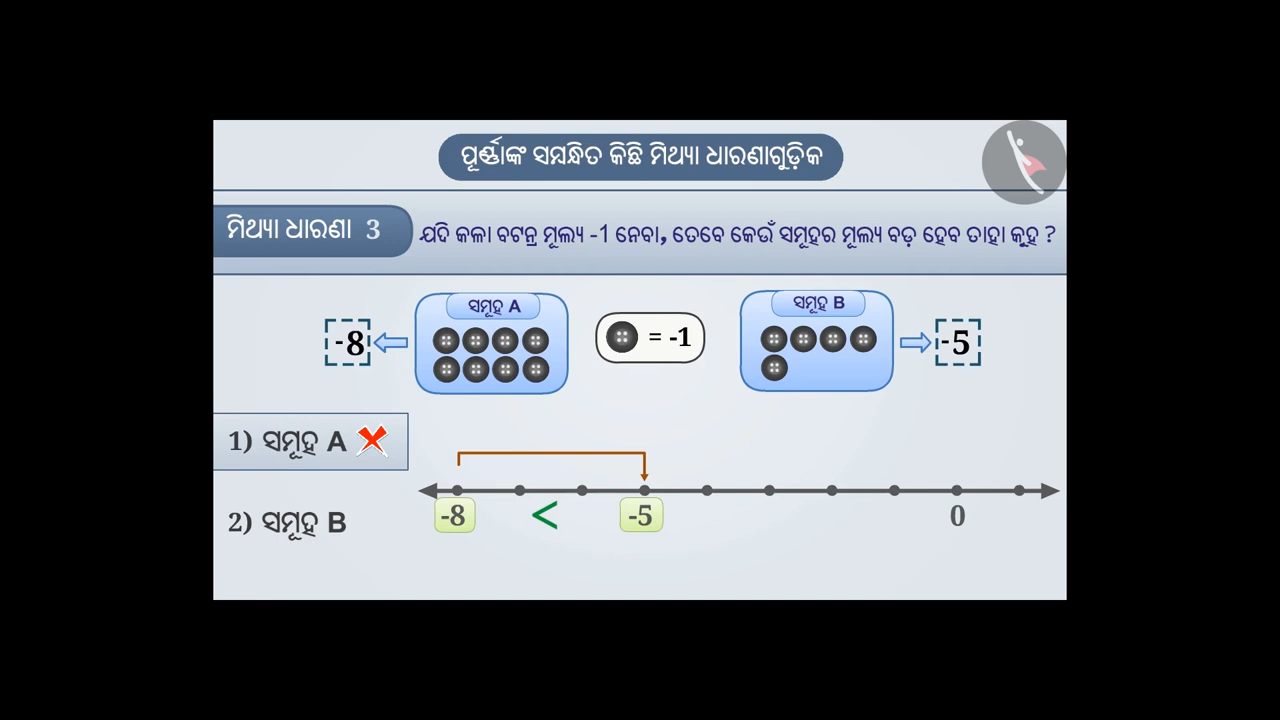 ପୂର୍ଣ୍ଣାଙ୍କ ସମ୍ବନ୍ଧିତ କିଛି ମିଥ୍ୟା ଧାରଣାଗୁଡ଼ିକ
ମିଥ୍ୟା ଧାରଣା 3
ଯଦି କଳା ବଟନ୍ର ମୂଲ୍ୟ -1 ନେବା, ତେବେ କେଉଁ ସମୂହର ମୂଲ୍ୟ ବଡ଼ ହେବ ତାହା କୁହ ?
ସମୂହ A
ସମୂହ B
-8
= -1
-5
1) ସମୂହ A
-8 < -5 0
2) ସମୂହ B